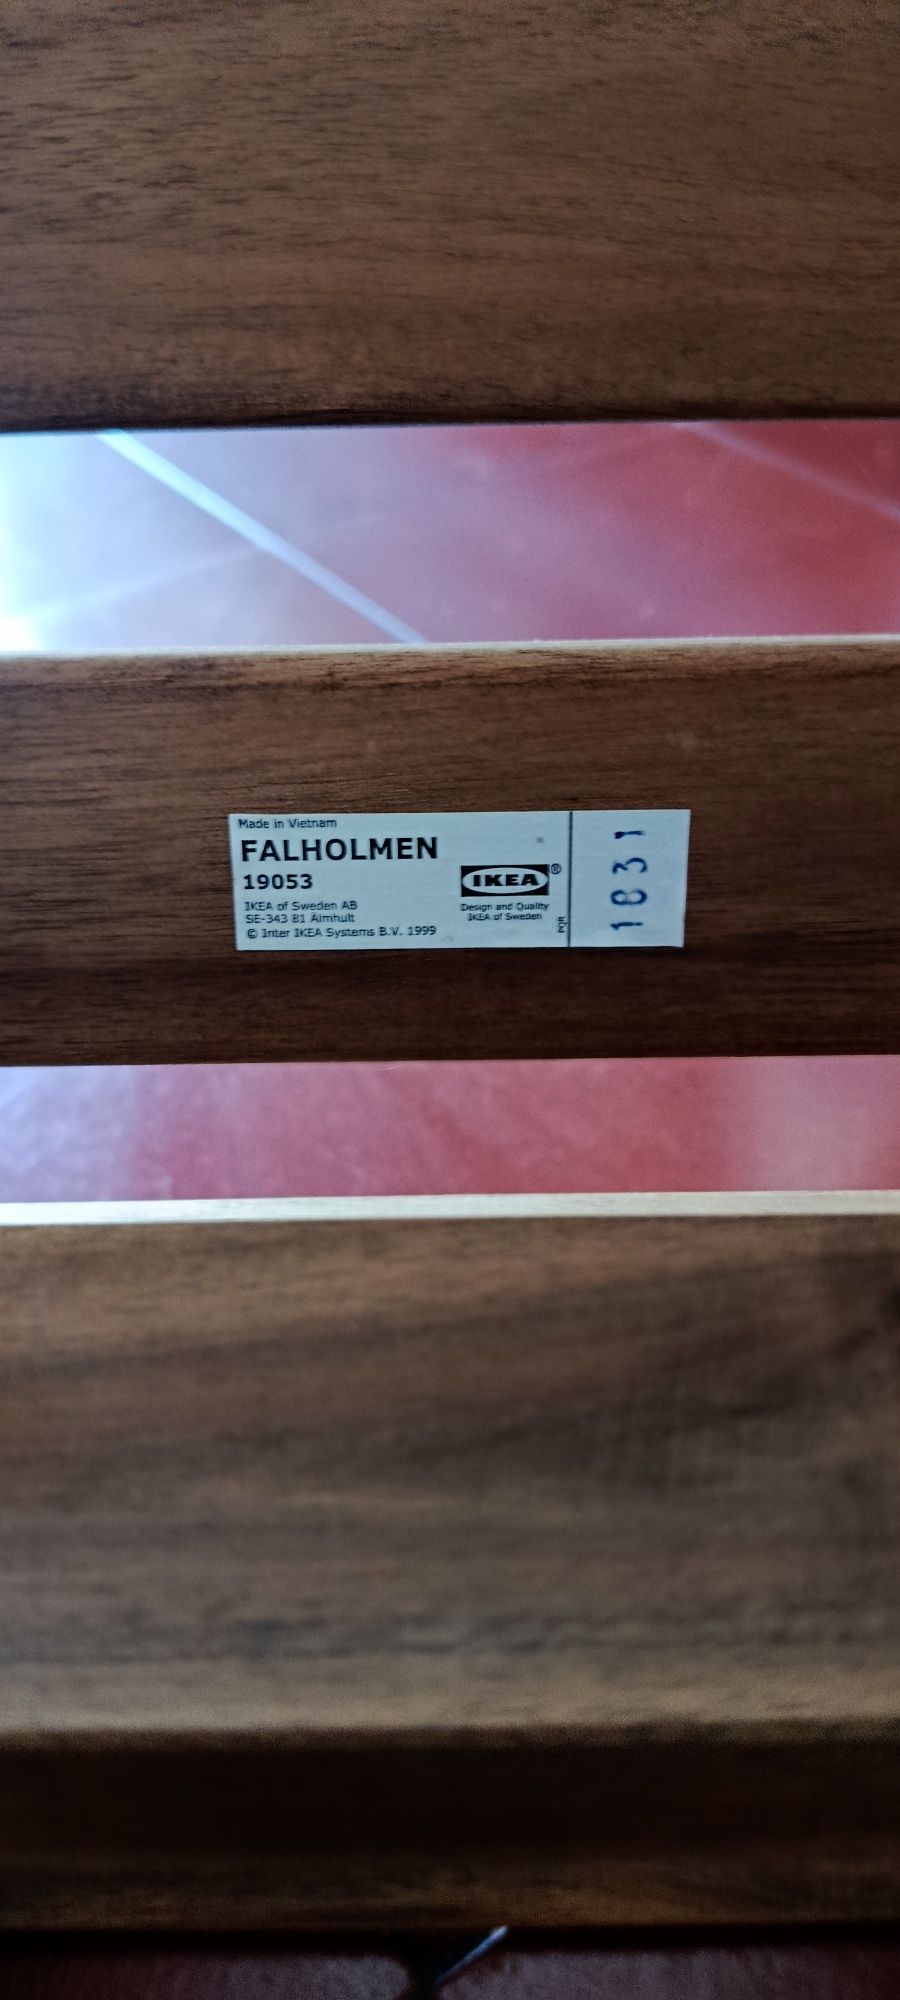 Made in Vietnam
FALHOLMEN
19053
IKEA of Sweden AB
SE-343 81 Älmhult
© Inter IKEA Systems B.V. 1999
IKEA®
Design and Quality
IKEA of Sweden
PQR
1831